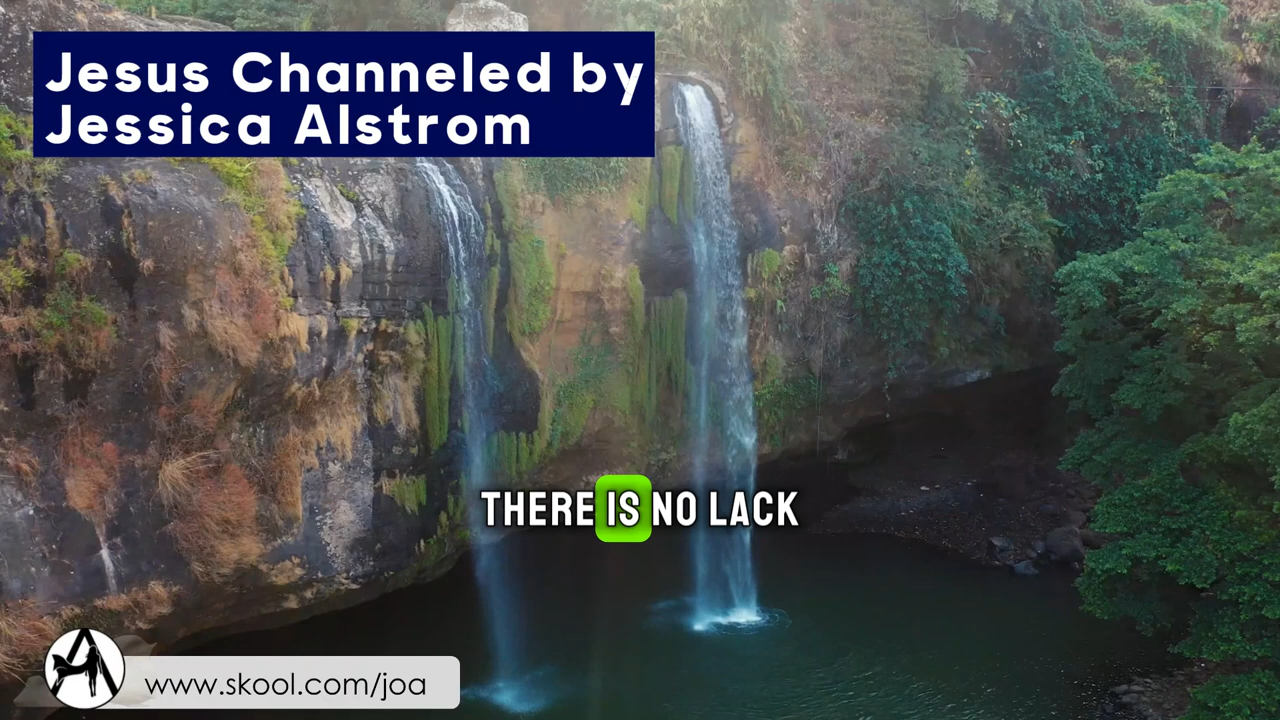 Jesus Channeled by
Jessica Alstrom
THERE IS NO LACK
www.skool.com/joa